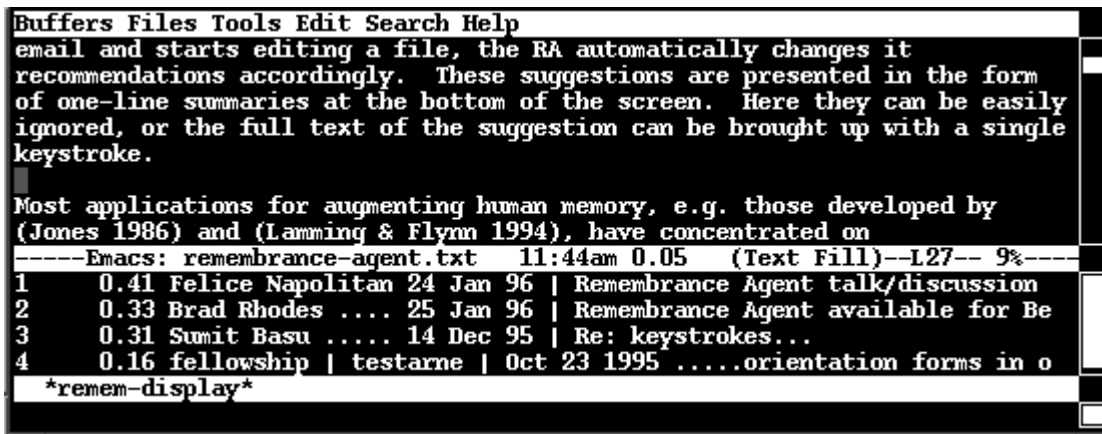 Buffers Files Tools Edit Search Help
email and starts editing a file, the RA automatically changes it
recommendations accordingly.  These suggestions are presented in the form
of one-line summaries at the bottom of the screen.  Here they can be easily
ignored, or the full text of the suggestion can be brought up with a single
keystroke.
Most applications for augmenting human memory, e.g. those developed by
(Jones 1986) and (Lamming & Flynn 1994), have concentrated on
-----Emacs: remembrance-agent.txt   11:44am 0.05   (Text Fill)--L27-- 9%----
1     0.41 Felice Napolitan 24 Jan 96 | Remembrance Agent talk/discussion
2     0.33 Brad Rhodes .... 25 Jan 96 | Remembrance Agent available for Be
3     0.31 Sumit Basu ..... 14 Dec 95 | Re: keystrokes...
4     0.16 fellowship | testarne | Oct 23 1995 .....orientation forms in o
*remem-display*